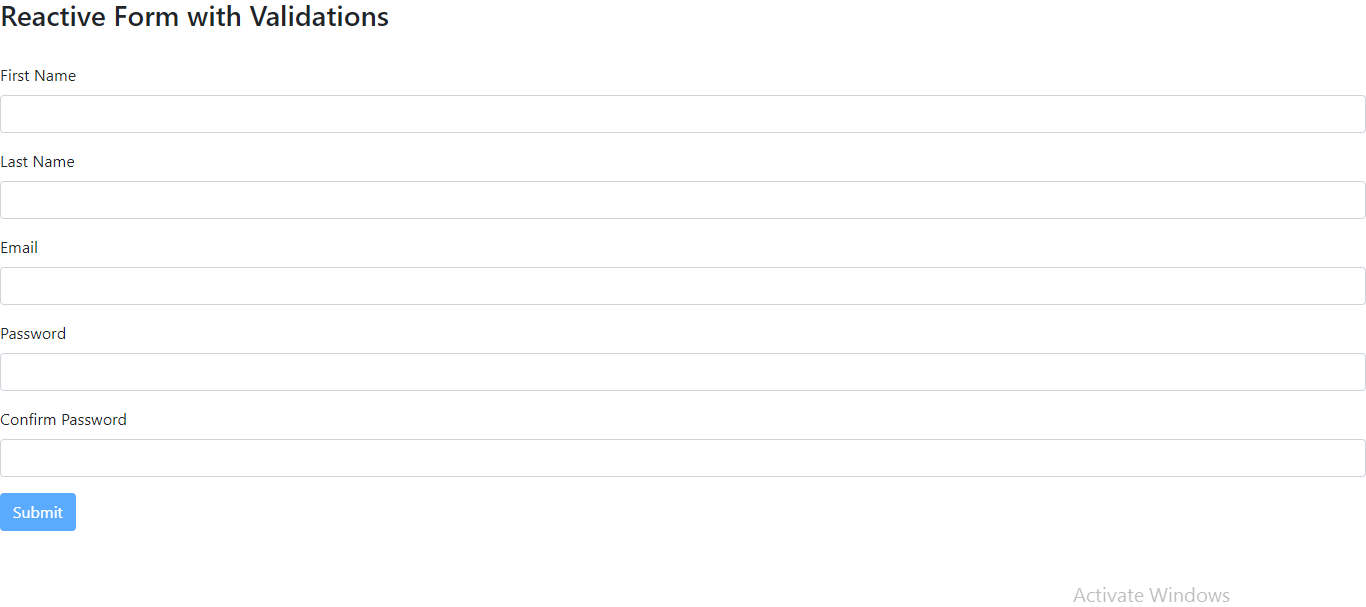 Reactive Form with Validations
First Name
Last Name
Email
Password
Confirm Password
Submit
Activate Windows